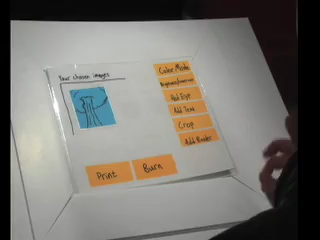 Your chosen images
Color Mode
Brightness/Contrast
Red Eye
Add Text
Crop
Add Border
Print
Burn